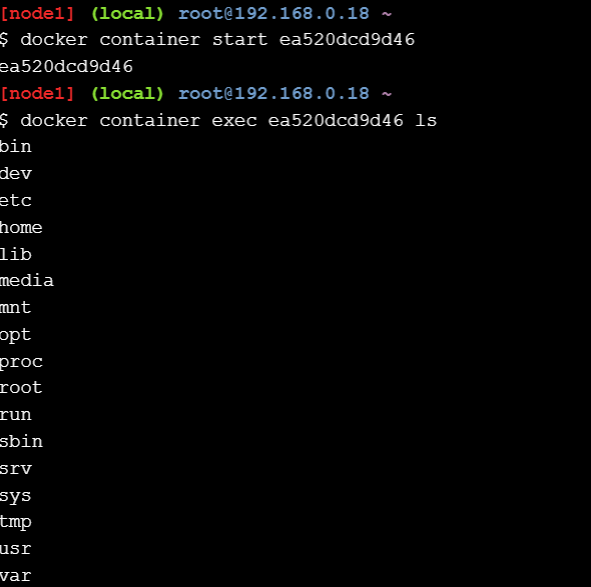 [node1] (local) root@192.168.0.18 ~
$ docker container start ea520dcd9d46
ea520dcd9d46
[node1] (local) root@192.168.0.18 ~
$ docker container exec ea520dcd9d46 ls
bin
dev
etc
home
lib
media
mnt
opt
proc
root
run
sbin
srv
sys
tmp
usr
var